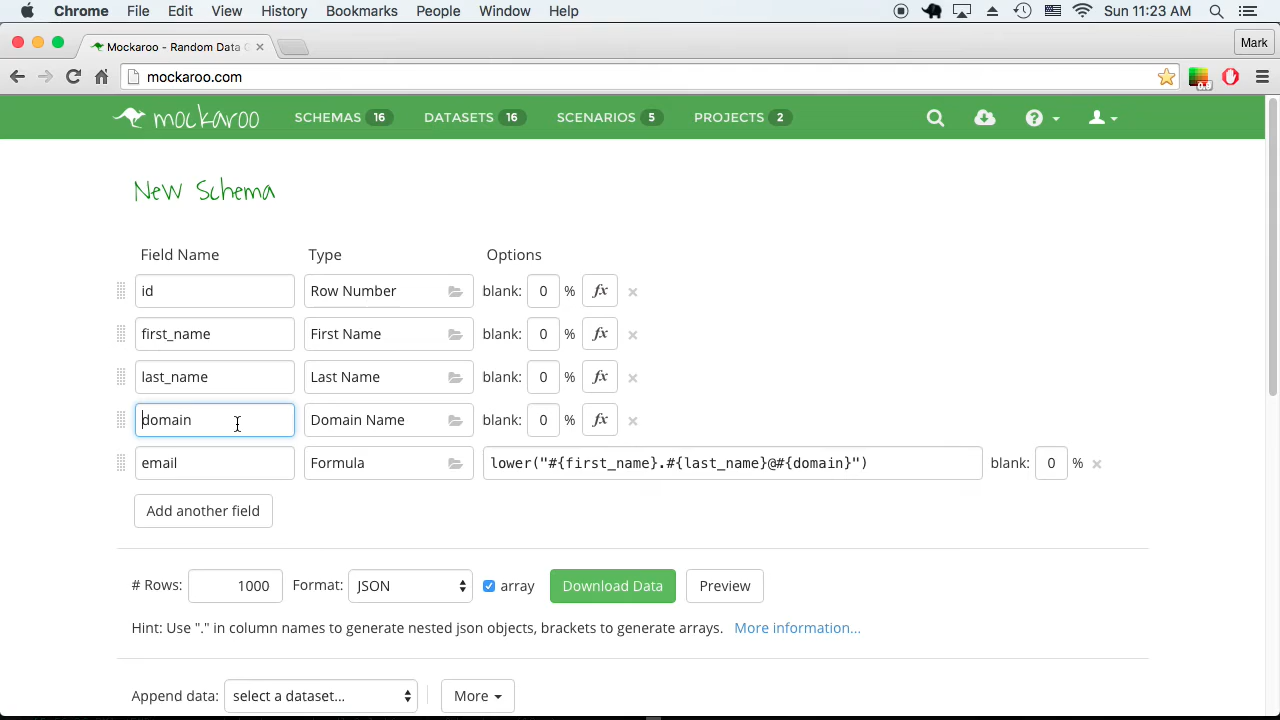 Chrome File Edit View History Bookmarks People Window Help Sun 11:23 AM
Mockaroo - Random Data Mark
mockaroo.com
mockaroo SCHEMAS 16 DATASETS 16 SCENARIOS 5 PROJECTS 2
New Schema
Field Name Type Options
id Row Number blank: 0 % fx
first_name First Name blank: 0 % fx
last_name Last Name blank: 0 % fx
domain Domain Name blank: 0 % fx
email Formula lower("#{first_name}.#{last_name}@#{domain}") blank: 0 %
Add another field
# Rows: 1000 Format: JSON array Download Data Preview
Hint: Use "." in column names to generate nested json objects, brackets to generate arrays. More information...
Append data: select a dataset... More